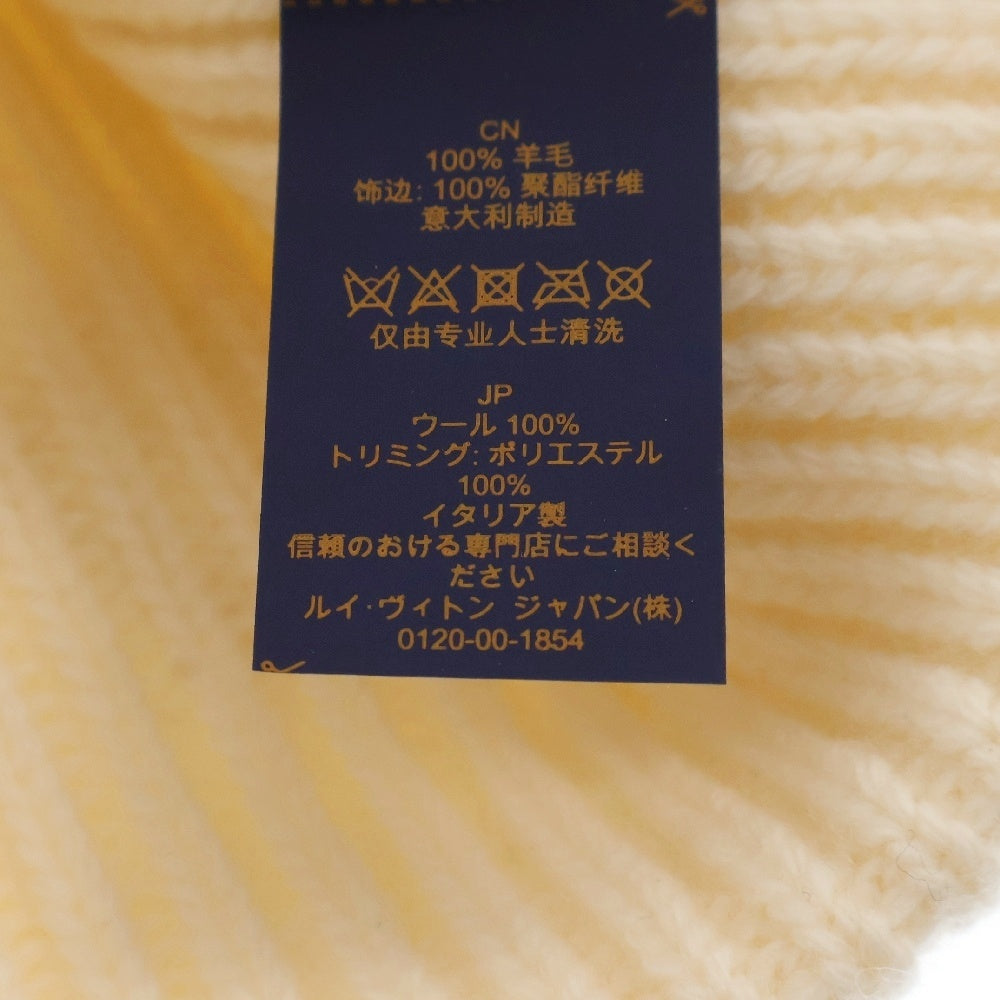 CN
100% 羊毛
饰边: 100% 聚酯纤维
意大利制造
仅由专业人士清洗
JP
ウール 100%
トリミング: ポリエステル
100%
イタリア製
信頼のおける専門店にご相談く
ださい
ルイ·ヴィトン ジャパン(株)
0120-00-1854